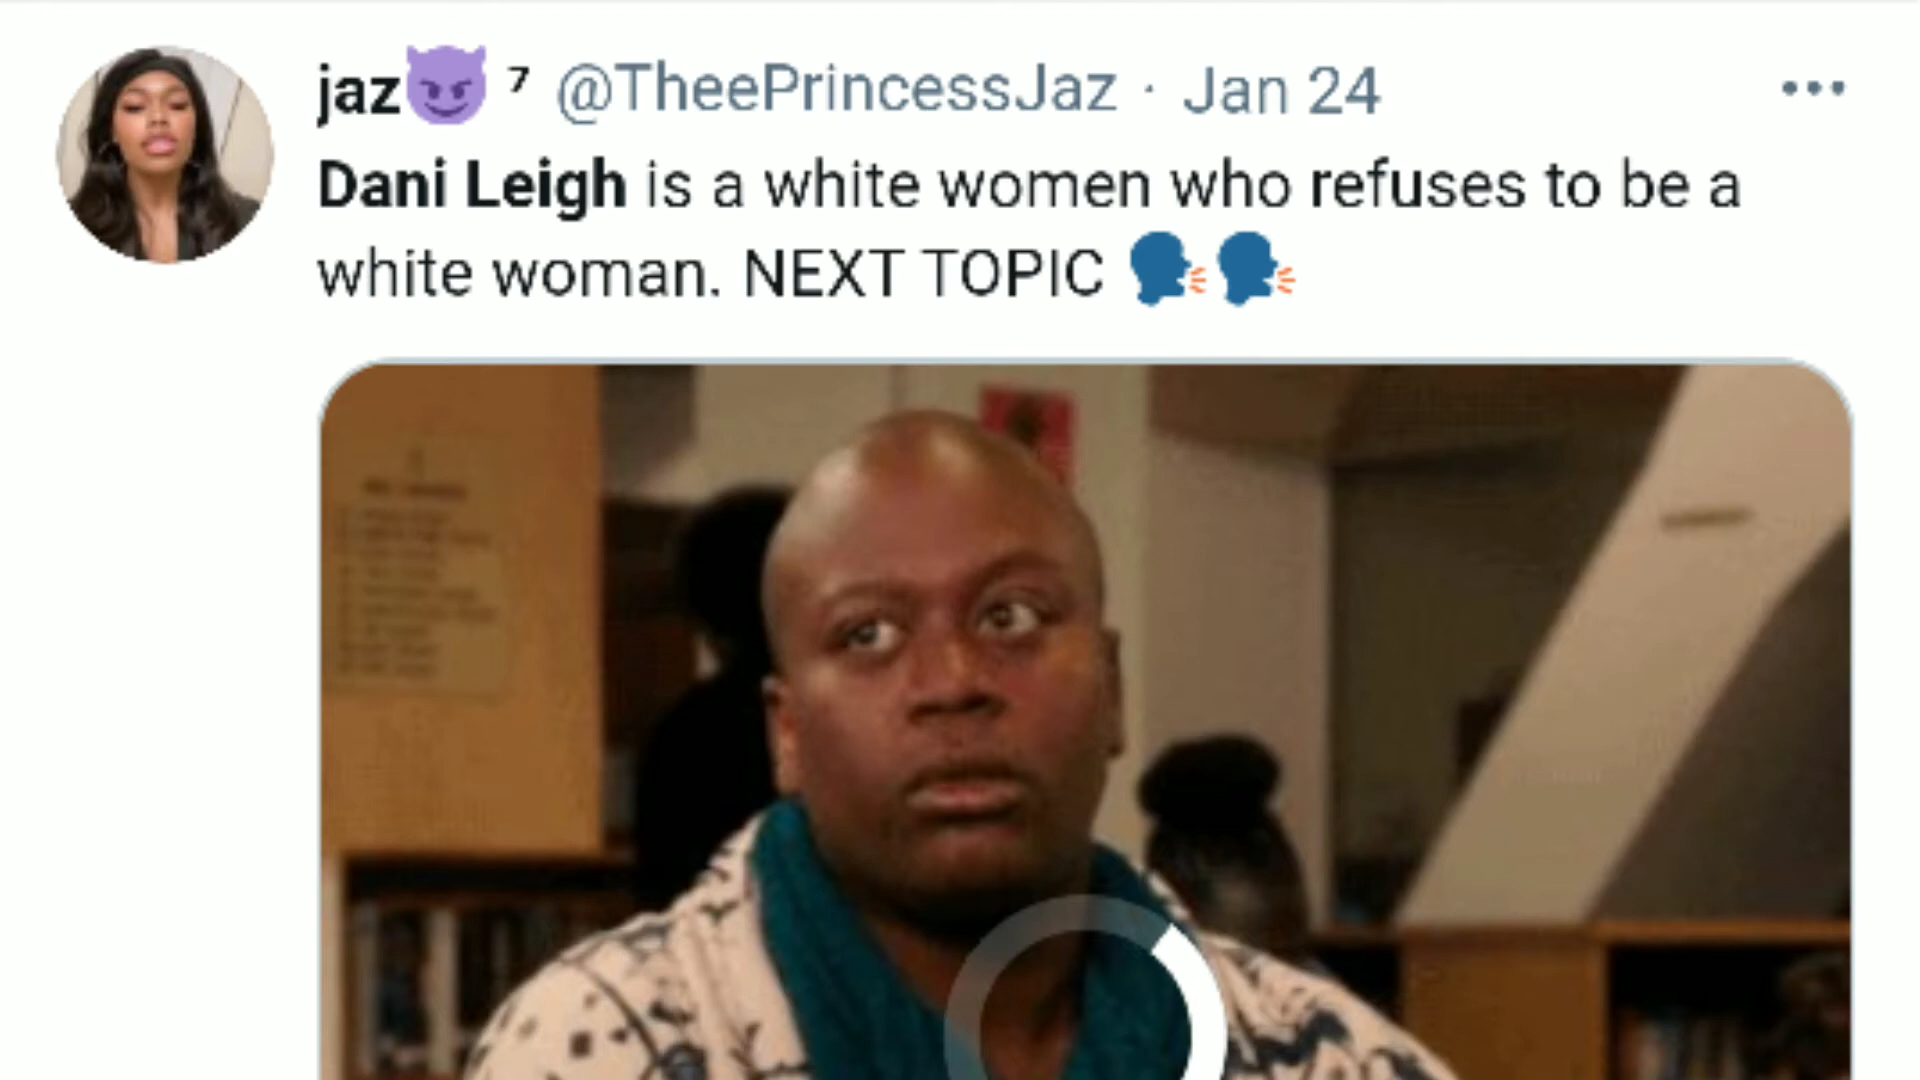 jaz😈 ⁷ @TheePrincessJaz · Jan 24
Dani Leigh is a white women who refuses to be a
white woman. NEXT TOPIC 🗣🗣